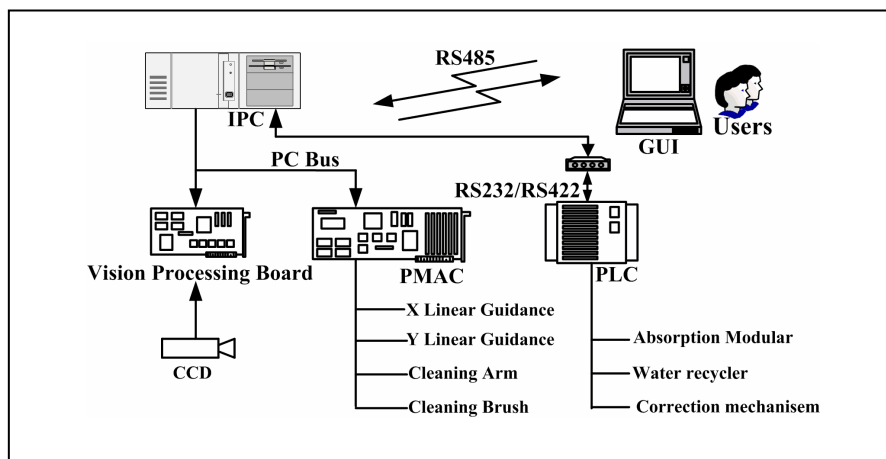 RS485
IPC
GUI
Users
PC Bus
RS232/RS422
Vision Processing Board
PMAC
PLC
CCD
X Linear Guidance
Y Linear Guidance
Cleaning Arm
Cleaning Brush
Absorption Modular
Water recycler
Correction mechanisem